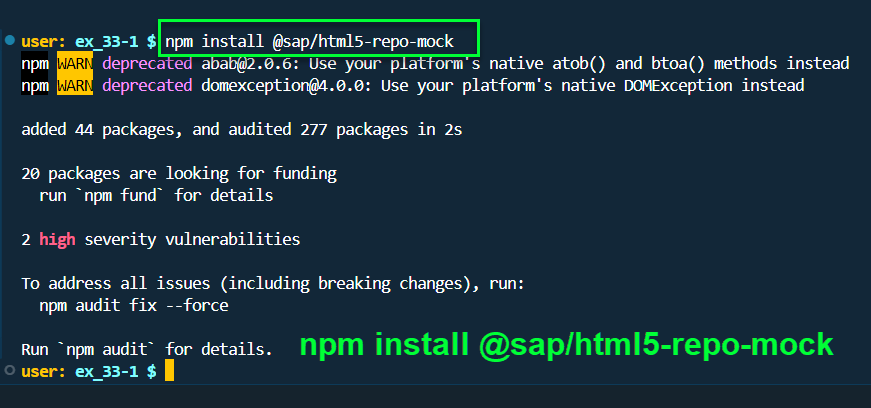 user: ex_33-1 $ npm install @sap/html5-repo-mock
npm WARN deprecated abab@2.0.6: Use your platform's native atob() and btoa() methods instead
npm WARN deprecated domexception@4.0.0: Use your platform's native DOMException instead
added 44 packages, and audited 277 packages in 2s
20 packages are looking for funding
run `npm fund` for details
2 high severity vulnerabilities
To address all issues (including breaking changes), run:
npm audit fix --force
Run `npm audit` for details.
npm install @sap/html5-repo-mock
user: ex_33-1 $